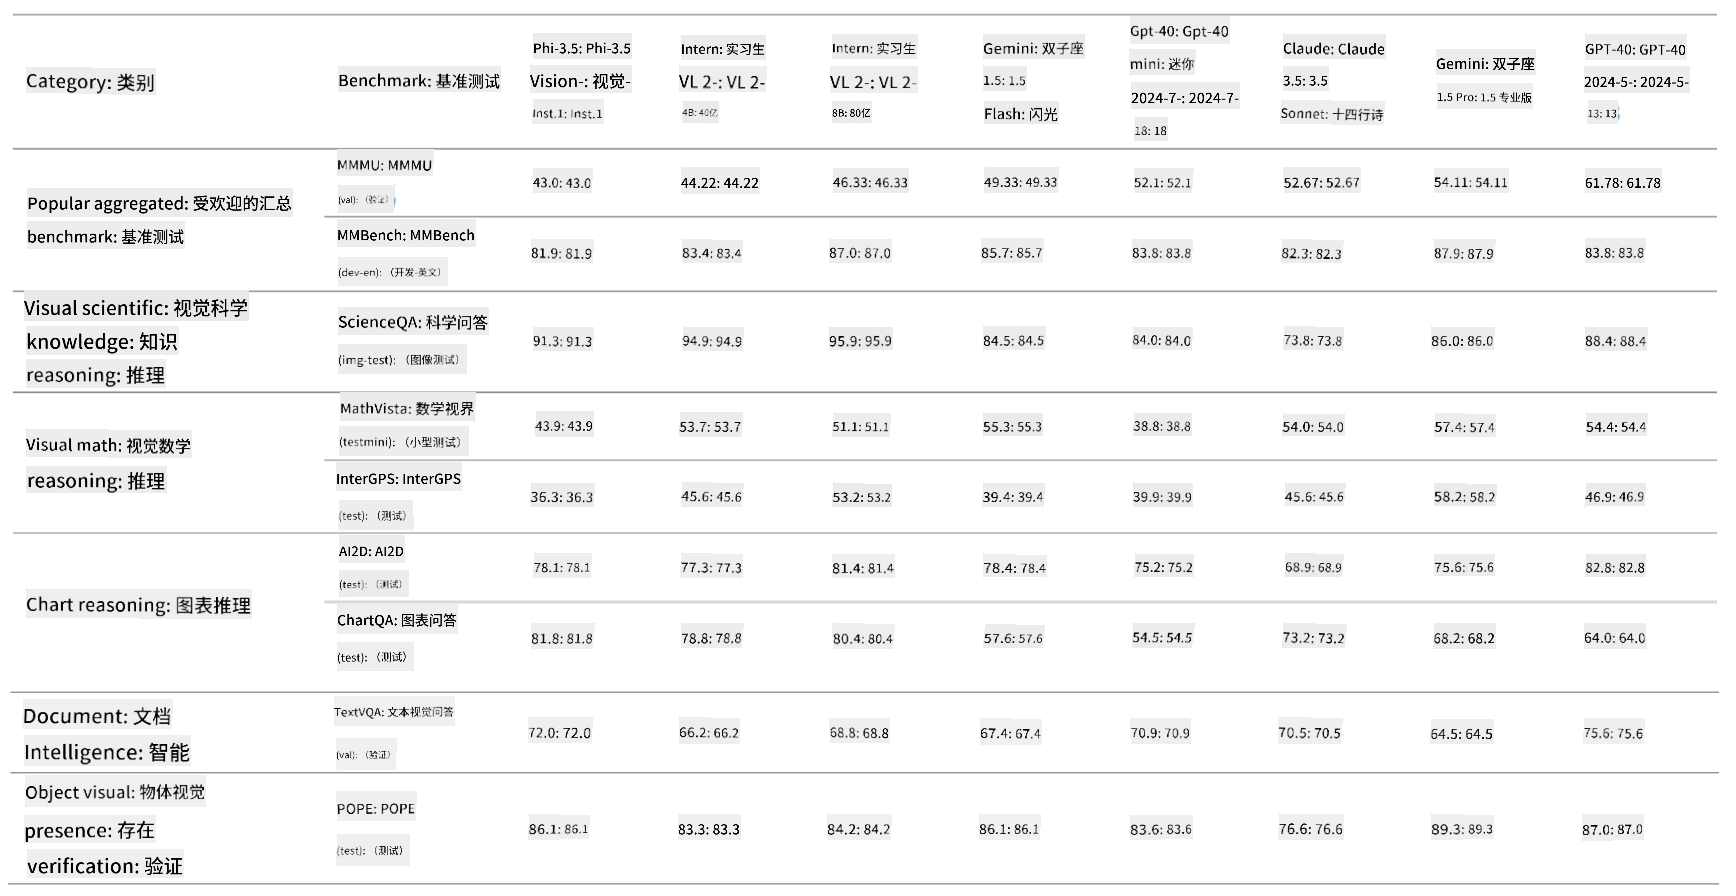 Category: 类别
Benchmark: 基准测试
Phi-3.5: Phi-3.5
Vision-: 视觉-
Inst.1: Inst.1
Intern: 实习生
VL 2-: VL 2-
4B: 40亿
Intern: 实习生
VL 2-: VL 2-
8B: 80亿
Gemini: 双子座
1.5: 1.5
Flash: 闪光
Gpt-40: Gpt-40
mini: 迷你
2024-7-: 2024-7-
18: 18
Claude: Claude
3.5: 3.5
Sonnet: 十四行诗
Gemini: 双子座
1.5 Pro: 1.5 专业版
GPT-40: GPT-40
2024-5-: 2024-5-
13: 13
Popular aggregated: 受欢迎的汇总
benchmark: 基准测试
MMMU: MMMU
(val): （验证）
43.0: 43.0
44.22: 44.22
46.33: 46.33
49.33: 49.33
52.1: 52.1
52.67: 52.67
54.11: 54.11
61.78: 61.78
MMBench: MMBench
(dev-en): （开发-英文）
81.9: 81.9
83.4: 83.4
87.0: 87.0
85.7: 85.7
83.8: 83.8
82.3: 82.3
87.9: 87.9
83.8: 83.8
Visual scientific: 视觉科学
knowledge: 知识
reasoning: 推理
ScienceQA: 科学问答
(img-test): （图像测试）
91.3: 91.3
94.9: 94.9
95.9: 95.9
84.5: 84.5
84.0: 84.0
73.8: 73.8
86.0: 86.0
88.4: 88.4
Visual math: 视觉数学
reasoning: 推理
MathVista: 数学视界
(testmini): （小型测试）
43.9: 43.9
53.7: 53.7
51.1: 51.1
55.3: 55.3
38.8: 38.8
54.0: 54.0
57.4: 57.4
54.4: 54.4
InterGPS: InterGPS
(test): （测试）
36.3: 36.3
45.6: 45.6
53.2: 53.2
39.4: 39.4
39.9: 39.9
45.6: 45.6
58.2: 58.2
46.9: 46.9
Chart reasoning: 图表推理
AI2D: AI2D
(test): （测试）
78.1: 78.1
77.3: 77.3
81.4: 81.4
78.4: 78.4
75.2: 75.2
68.9: 68.9
75.6: 75.6
82.8: 82.8
ChartQA: 图表问答
(test): （测试）
81.8: 81.8
78.8: 78.8
80.4: 80.4
57.6: 57.6
54.5: 54.5
73.2: 73.2
68.2: 68.2
64.0: 64.0
Document: 文档
Intelligence: 智能
TextVQA: 文本视觉问答
(val): （验证）
72.0: 72.0
66.2: 66.2
68.8: 68.8
67.4: 67.4
70.9: 70.9
70.5: 70.5
64.5: 64.5
75.6: 75.6
Object visual: 物体视觉
presence: 存在
verification: 验证
POPE: POPE
(test): （测试）
86.1: 86.1
83.3: 83.3
84.2: 84.2
86.1: 86.1
83.6: 83.6
76.6: 76.6
89.3: 89.3
87.0: 87.0